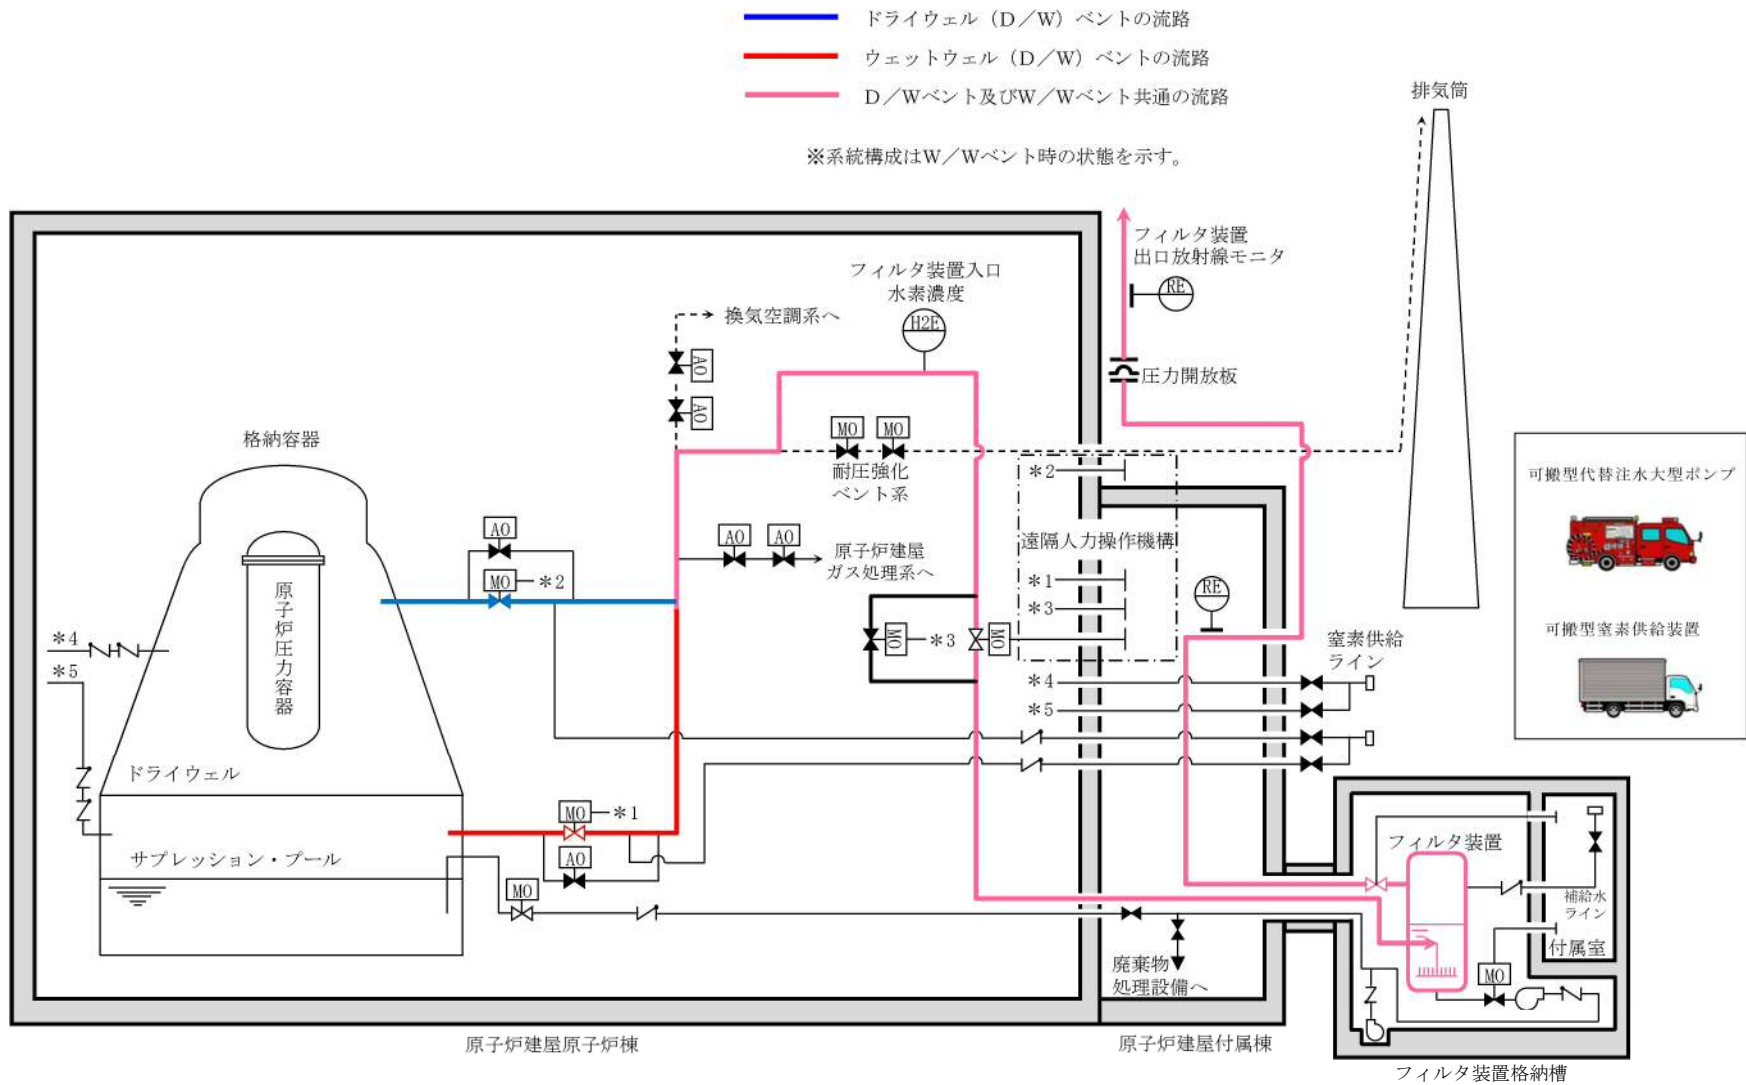 ドライウェル（D／W）ベントの流路
ウェットウェル（D／W）ベントの流路
D／Wベント及びW／Wベント共通の流路
※系統構成はW／Wベント時の状態を示す。
排気筒
フィルタ装置
出口放射線モニタ
RE
圧力開放板
フィルタ装置入口
水素濃度
H2E
換気空調系へ
AO
AO
MO
MO
耐圧強化
ベント系
格納容器
原子炉圧力容器
AO
MO
＊2
AO
AO
原子炉建屋
ガス処理系へ
＊2
遠隔人力操作機構
＊1
＊3
RE
MO
＊3
MO
＊4
＊5
＊4
＊5
窒素供給
ライン
可搬型代替注水大型ポンプ
可搬型窒素供給装置
ドライウェル
サプレッション・プール
MO
＊1
AO
MO
フィルタ装置
補給水
ライン
付属室
MO
廃棄物
処理設備へ
原子炉建屋原子炉棟
原子炉建屋付属棟
フィルタ装置格納槽